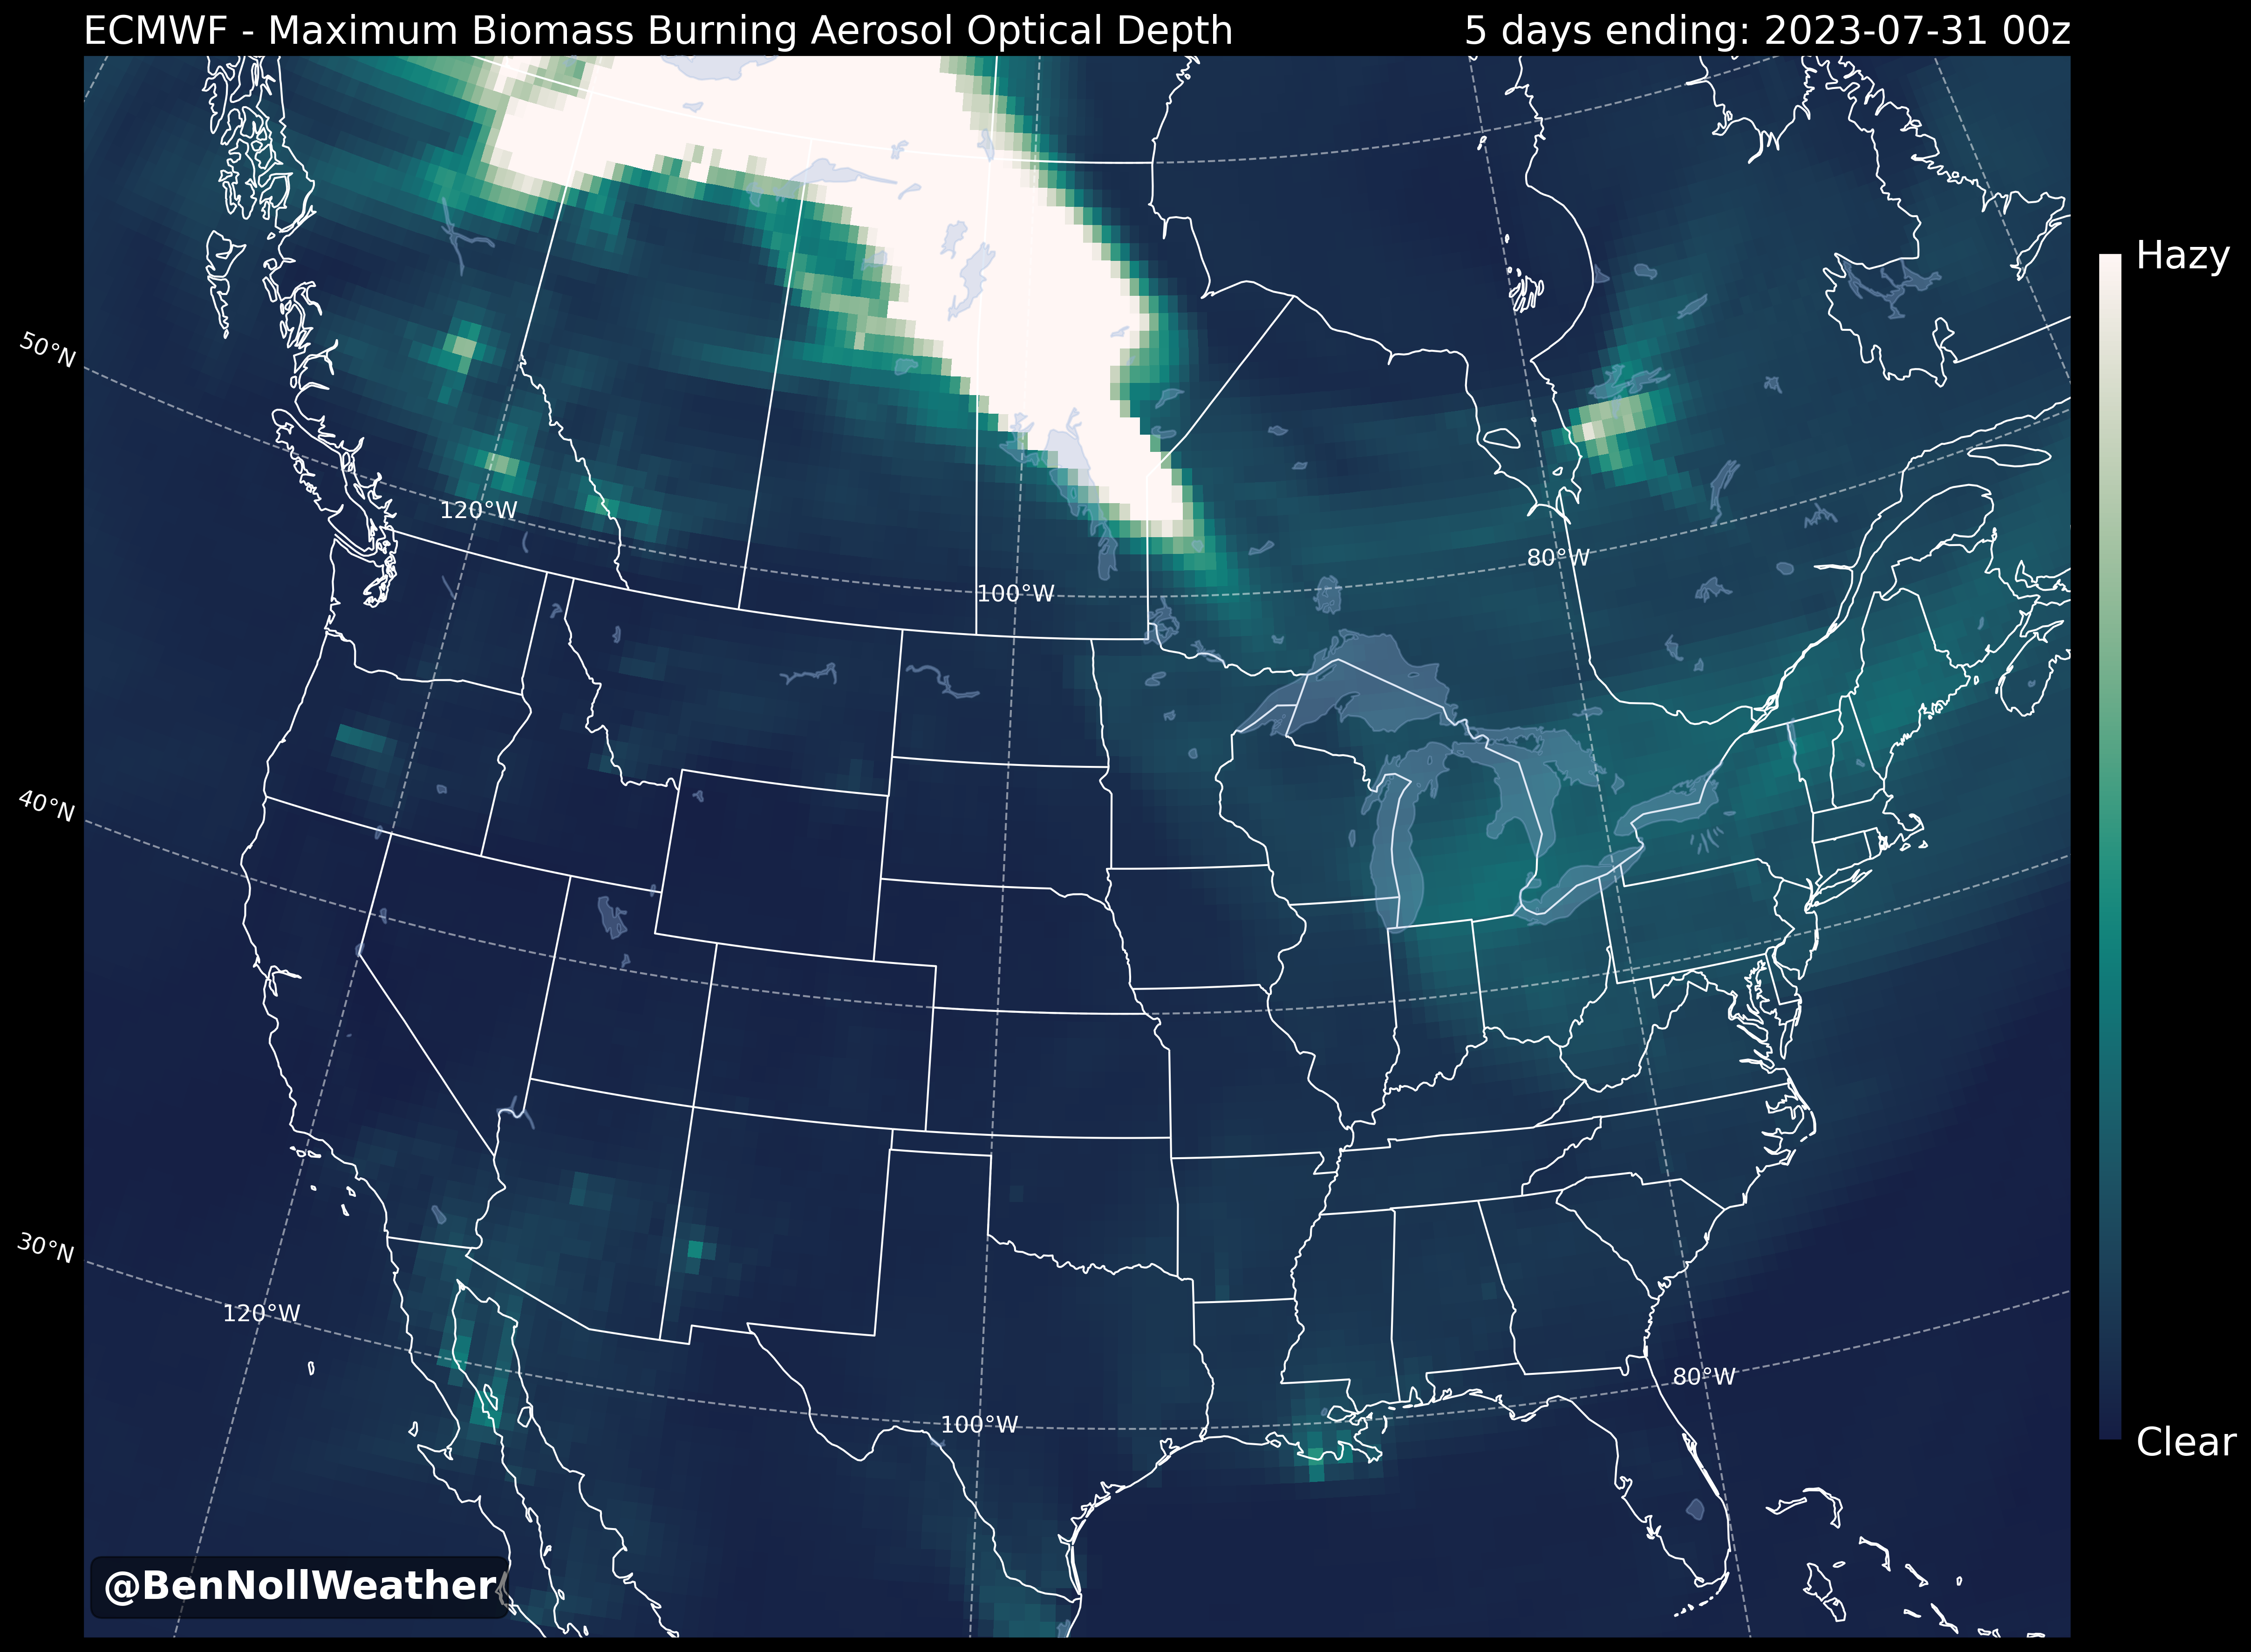 ECMWF - Maximum Biomass Burning Aerosol Optical Depth 5 days ending: 2023-07-31 00z
Hazy
50°N
120°W
80°W
100°W
40°N
30°N
120°W
80°W
100°W
Clear
@BenNollWeather